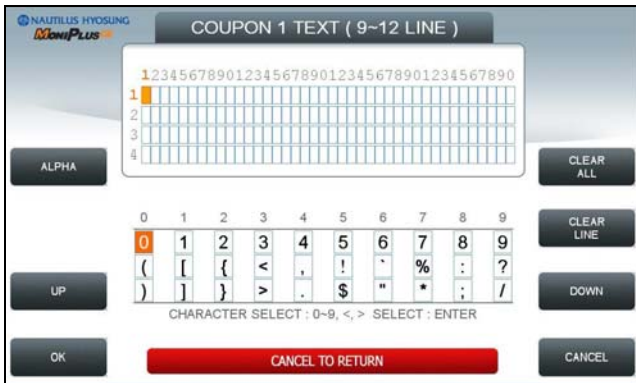 NAUTILUS HYOSUNG
MoniPlus CE
COUPON 1 TEXT ( 9~12 LINE )
1234567890123456789012345678901234567890
1
2
3
4
ALPHA
CLEAR ALL
0 1 2 3 4 5 6 7 8 9
0 1 2 3 4 5 6 7 8 9
( [ { < , ! ` % : ?
) ] } > . $ " * ; /
CLEAR LINE
UP
DOWN
CHARACTER SELECT : 0~9, <, > SELECT : ENTER
OK
CANCEL TO RETURN
CANCEL